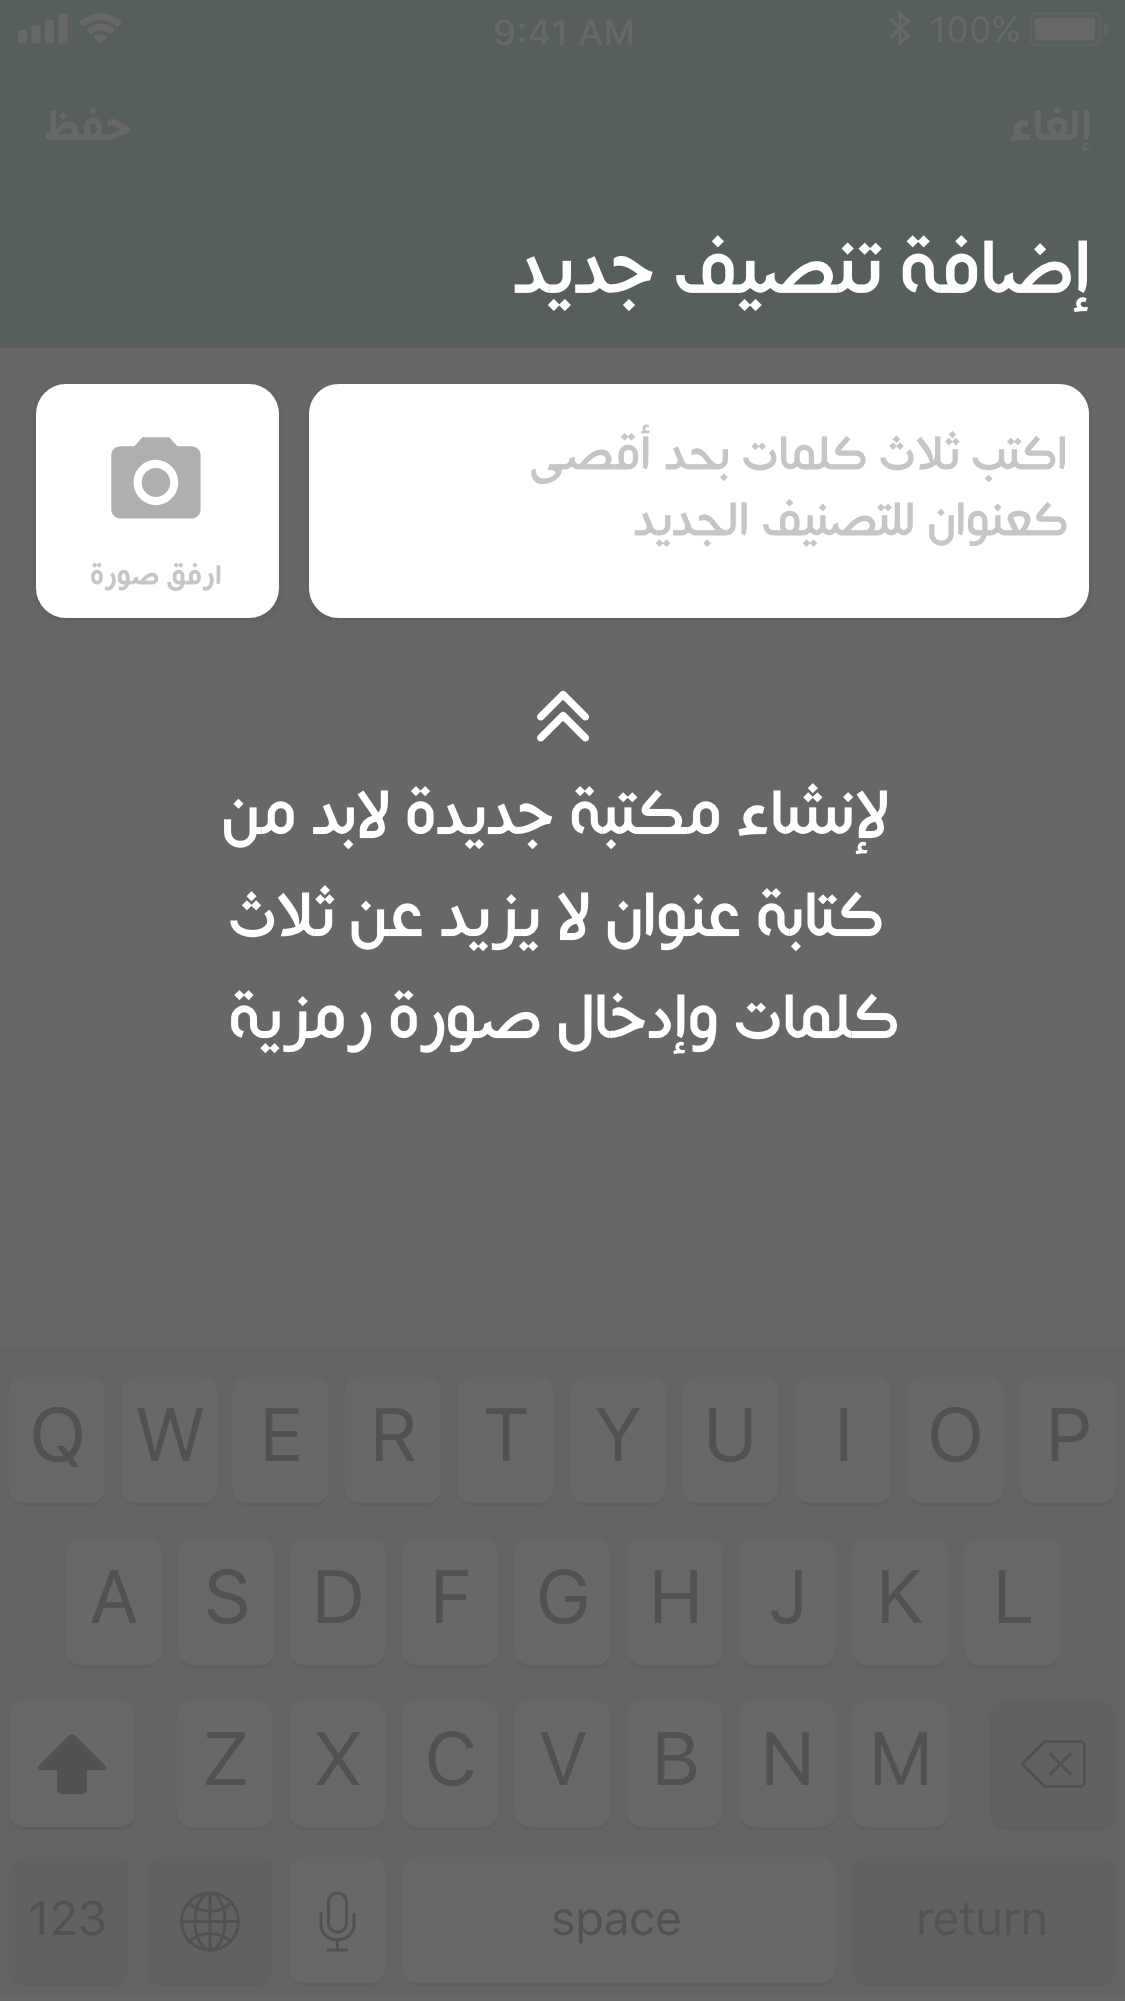 9:41 AM
100%
إلغاء
حفظ
إضافة تنصيف جديد
اكتب ثلاث كلمات بحد أقصى
كعنوان للتصنيف الجديد
ارفق صورة
لإنشاء مكتبة جديدة لابد من
كتابة عنوان لا يزيد عن ثلاث
كلمات وإدخال صورة رمزية
Q W E R T Y U I O P
A S D F G H J K L
Z X C V B N M
123 space return